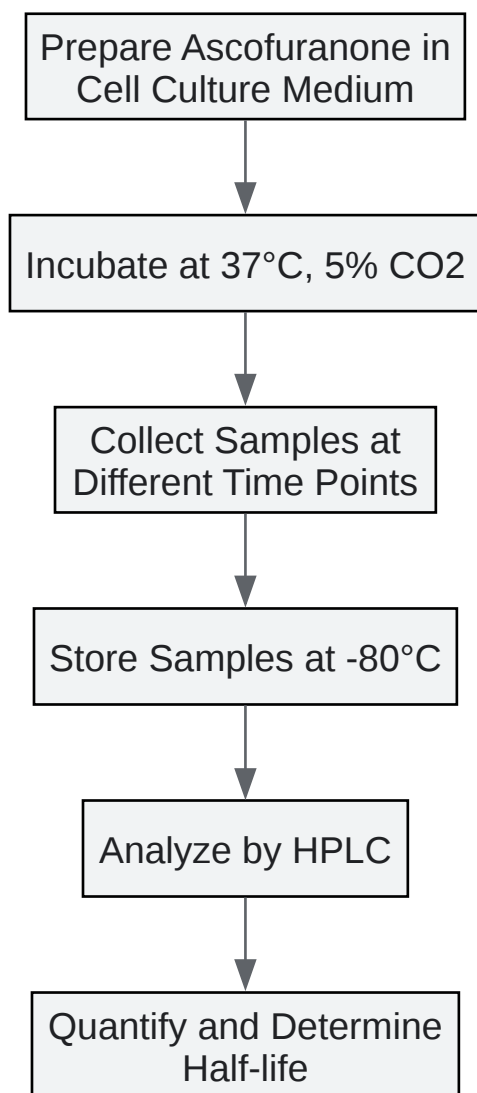 Prepare Ascofuranone in
Cell Culture Medium
Incubate at 37°C, 5% CO2
Collect Samples at
Different Time Points
Store Samples at -80°C
Analyze by HPLC
Quantify and Determine
Half-life